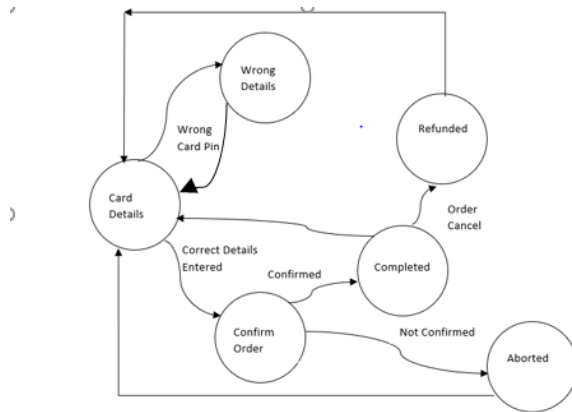 Wrong
Details
Refunded
Wrong
Card Pin
Card
Details
Order
Cancel
Correct Details
Entered
Confirmed
Completed
Confirm
Order
Not Confirmed
Aborted